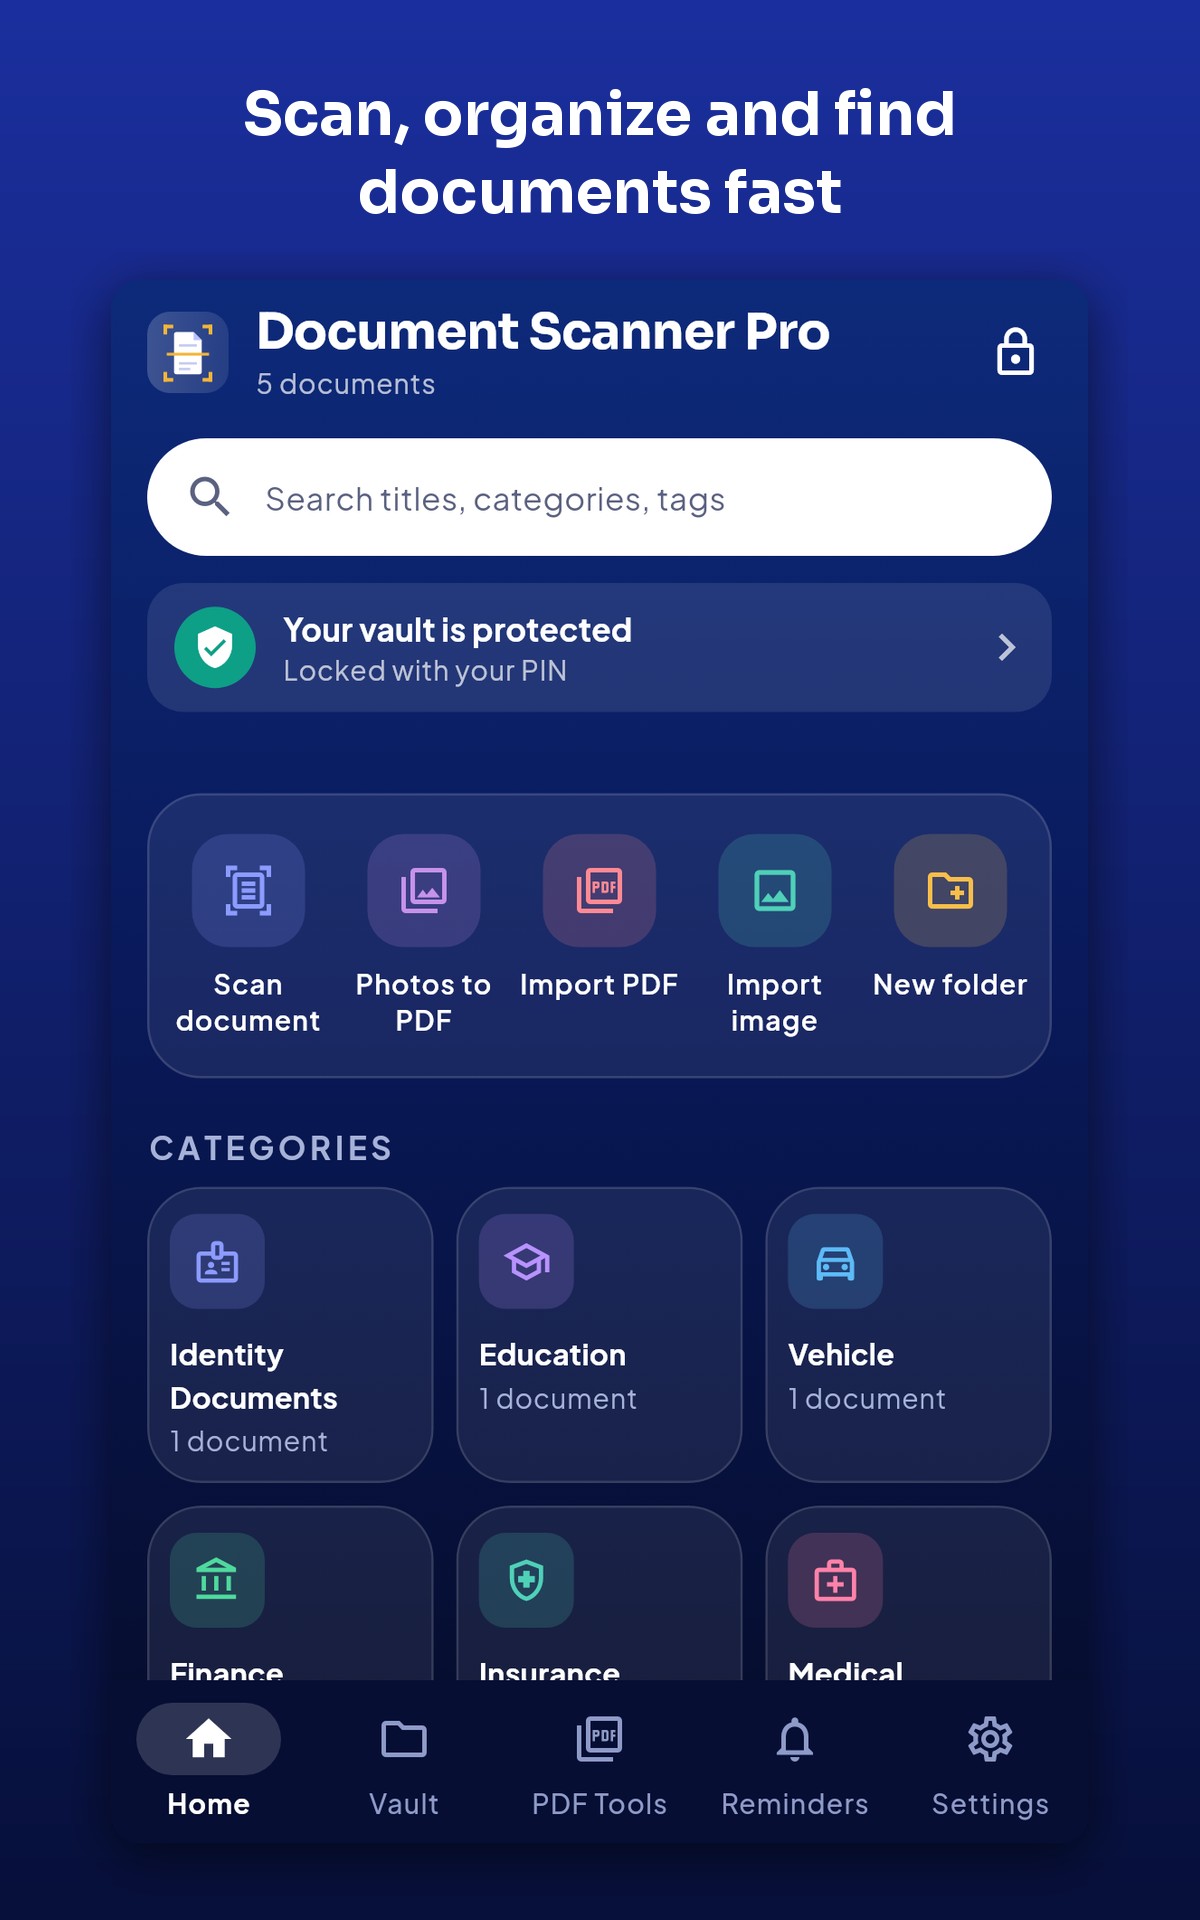 Scan, organize and find
documents fast
Document Scanner Pro
5 documents
Search titles, categories, tags
Your vault is protected
Locked with your PIN
Scan
document
Photos to
PDF
PDF
Import PDF
Import
image
New folder
CATEGORIES
Identity
Documents
1 document
Education
1 document
Vehicle
1 document
Finance
Insurance
Medical
PDF
Home
Vault
PDF Tools
Reminders
Settings